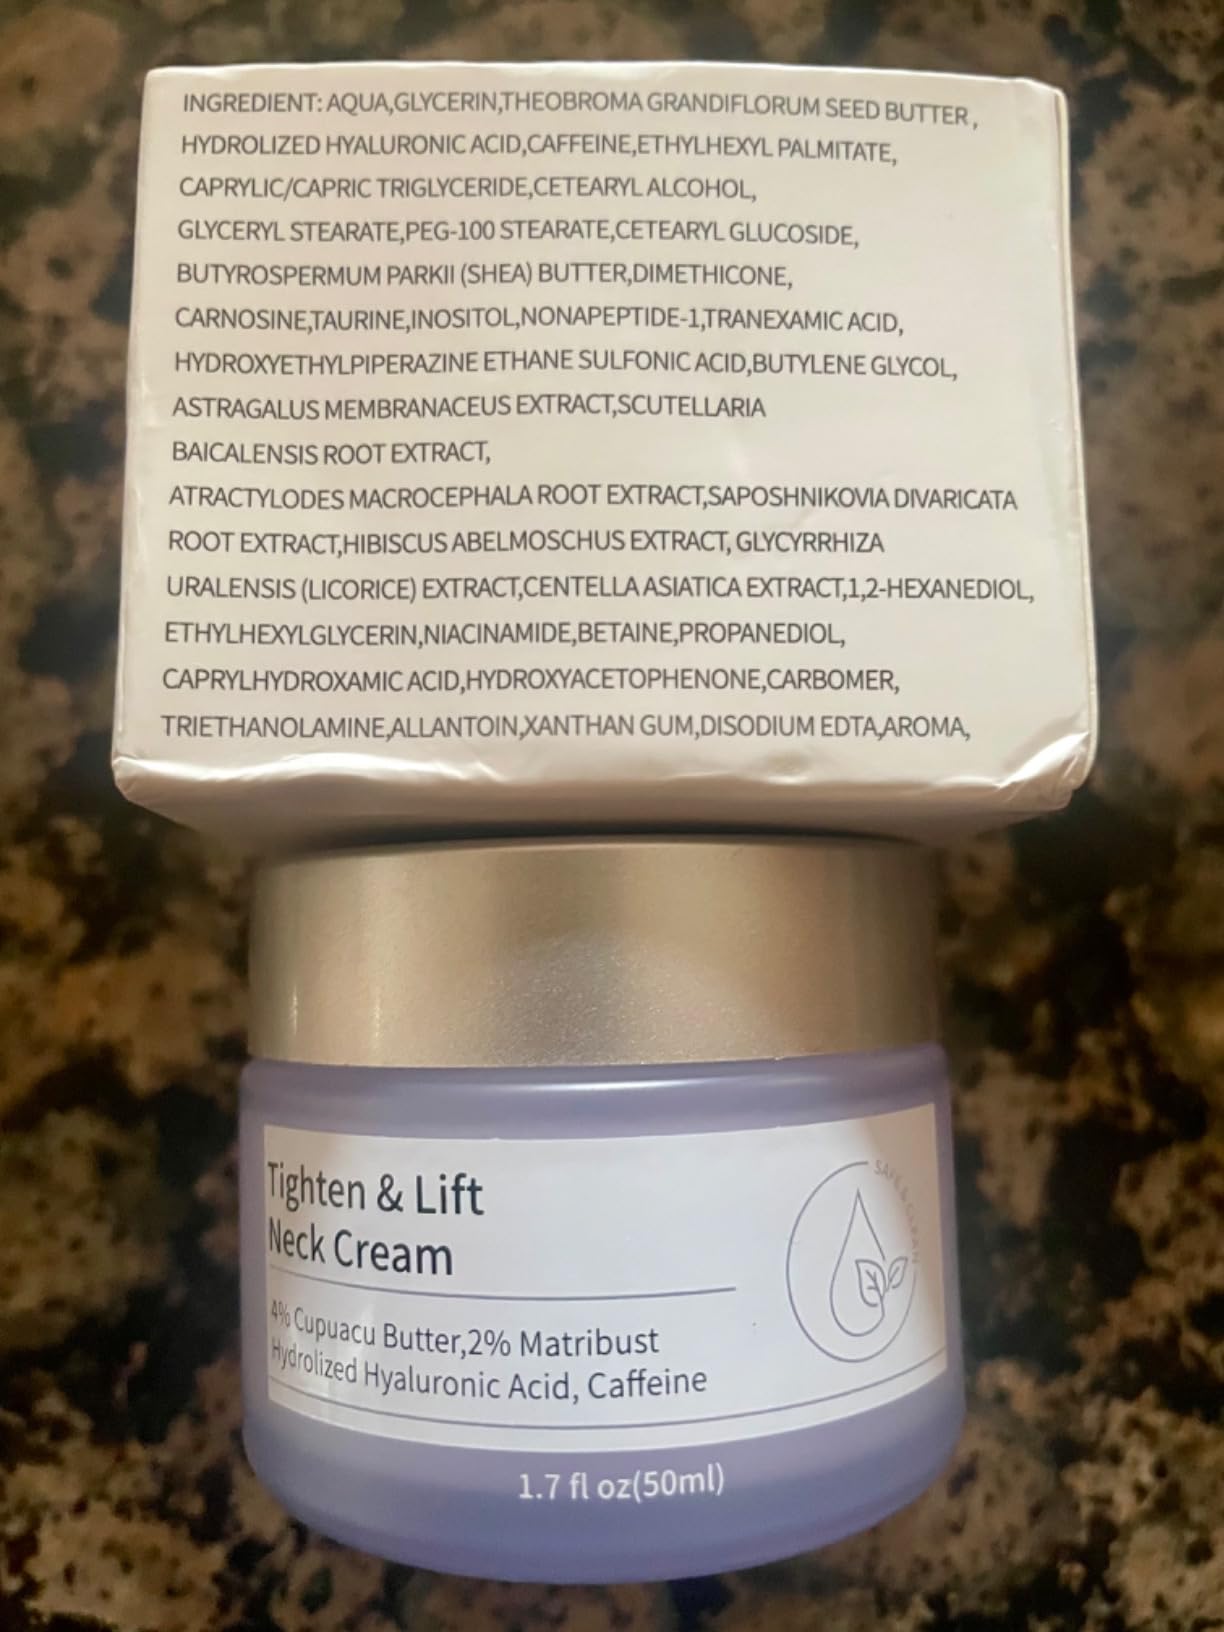 INGREDIENT: AQUA,GLYCERIN,THEOBROMA GRANDIFLORUM SEED BUTTER,
HYDROLIZED HYALURONIC ACID,CAFFEINE,ETHYLHEXYL PALMITATE,
CAPRYLIC/CAPRIC TRIGLYCERIDE,CETEARYL ALCOHOL,
GLYCERYL STEARATE,PEG-100 STEARATE,CETEARYL GLUCOSIDE,
BUTYROSPERMUM PARKII (SHEA) BUTTER,DIMETHICONE,
CARNOSINE,TAURINE,INOSITOL,NONAPEPTIDE-1,TRANEXAMIC ACID,
HYDROXYETHYLPIPERAZINE ETHANE SULFONIC ACID,BUTYLENE GLYCOL,
ASTRAGALUS MEMBRANACEUS EXTRACT,SCUTELLARIA
BAICALENSIS ROOT EXTRACT,
ATRACTYLODES MACROCEPHALA ROOT EXTRACT,SAPOSHNIKOVIA DIVARICATA
ROOT EXTRACT,HIBISCUS ABELMOSCHUS EXTRACT, GLYCYRRHIZA
URALENSIS (LICORICE) EXTRACT,CENTELLA ASIATICA EXTRACT,1,2-HEXANEDIOL,
ETHYLHEXYLGLYCERIN,NIACINAMIDE,BETAINE,PROPANEDIOL,
CAPRYLHYDROXAMIC ACID,HYDROXYACETOPHENONE,CARBOMER,
TRIETHANOLAMINE,ALLANTOIN,XANTHAN GUM,DISODIUM EDTA,AROMA,
Tighten & Lift
Neck Cream
4% Cupuacu Butter,2% Matribust
Hydrolized Hyaluronic Acid, Caffeine
SAFE & CLEAN
1.7 fl oz(50ml)